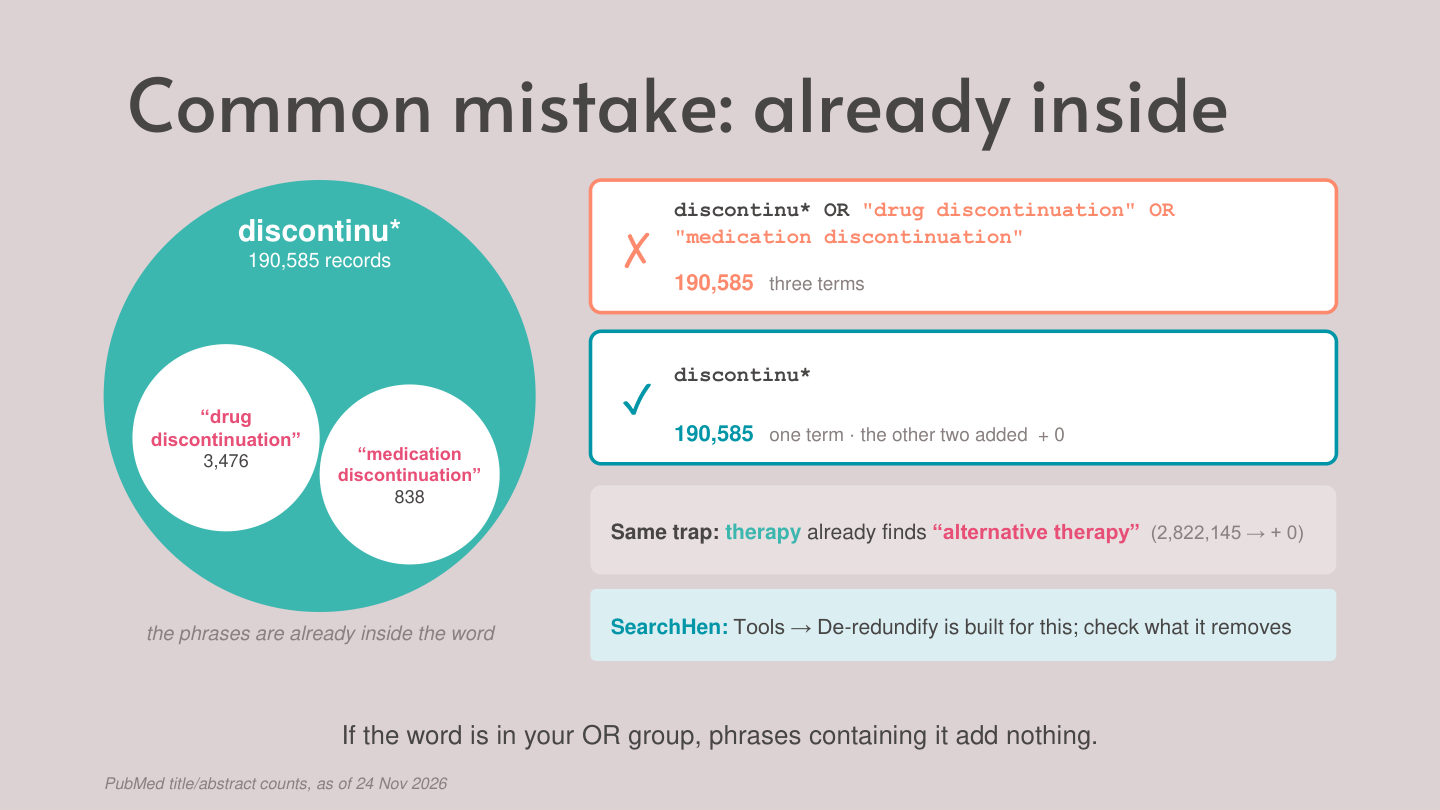 Common mistake: already inside
discontinu*
190,585 records
“drug
discontinuation”
3,476
“medication
discontinuation”
838
the phrases are already inside the word
✗
discontinu* OR "drug discontinuation" OR
"medication discontinuation"
190,585 three terms
✓
discontinu*
190,585 one term · the other two added + 0
Same trap: therapy already finds “alternative therapy” (2,822,145 → + 0)
SearchHen: Tools → De-redundify is built for this; check what it removes
If the word is in your OR group, phrases containing it add nothing.
PubMed title/abstract counts, as of 24 Nov 2026